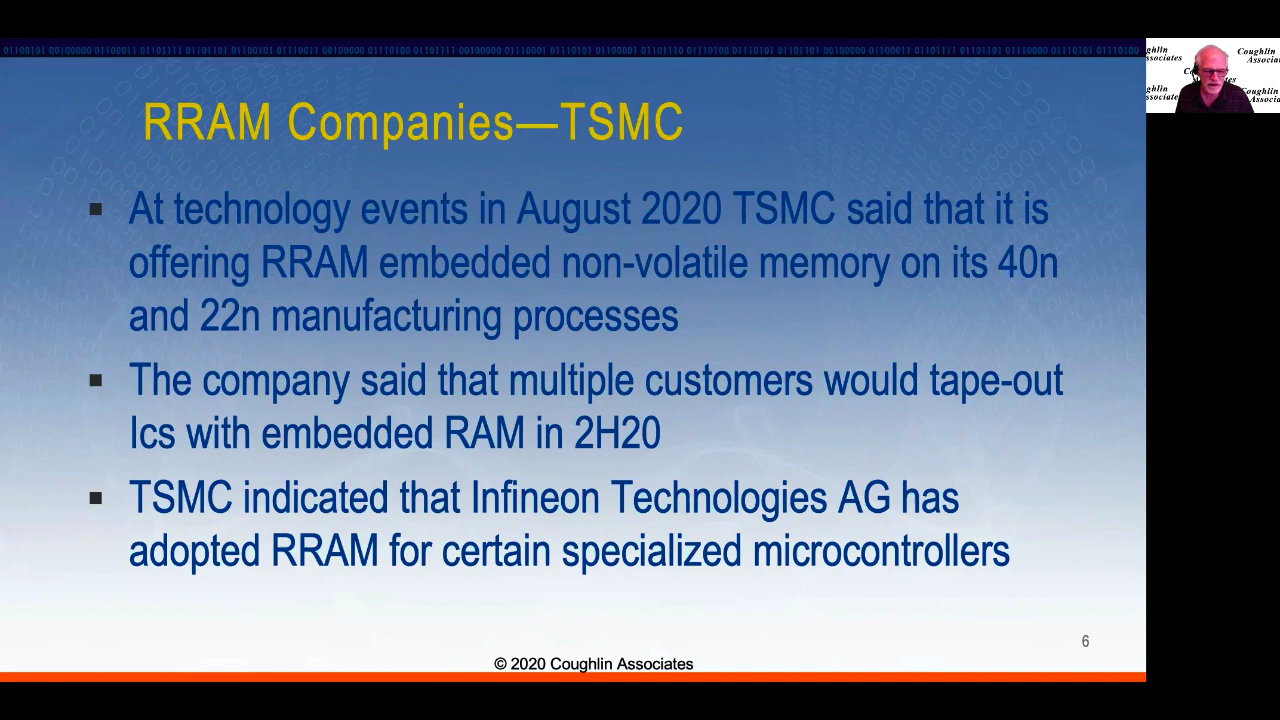 RRAM Companies—TSMC
At technology events in August 2020 TSMC said that it is
offering RRAM embedded non-volatile memory on its 40n
and 22n manufacturing processes
The company said that multiple customers would tape-out
Ics with embedded RAM in 2H20
TSMC indicated that Infineon Technologies AG has
adopted RRAM for certain specialized microcontrollers
6
© 2020 Coughlin Associates
Coughlin
Associates